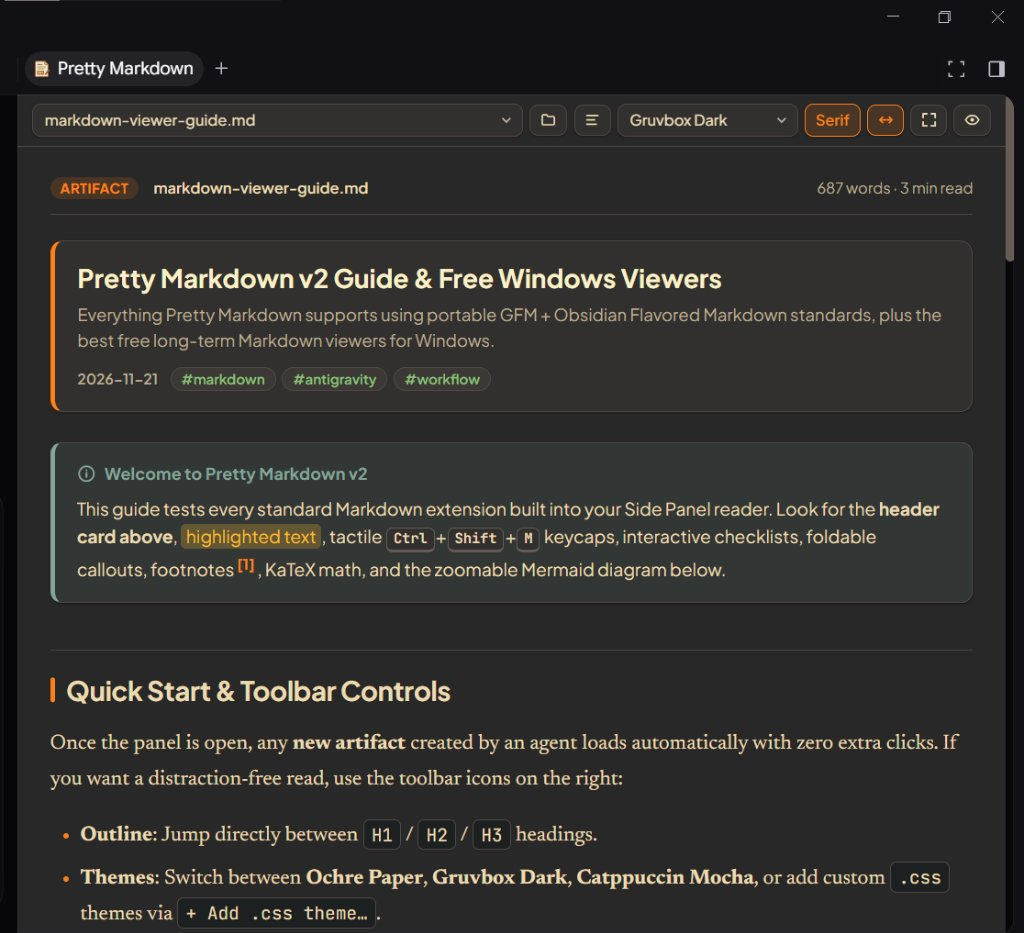 Pretty Markdown
markdown-viewer-guide.md
Gruvbox Dark
Serif
ARTIFACT markdown-viewer-guide.md 687 words · 3 min read
Pretty Markdown v2 Guide & Free Windows Viewers
Everything Pretty Markdown supports using portable GFM + Obsidian Flavored Markdown standards, plus the
best free long-term Markdown viewers for Windows.
2026-11-21 #markdown #antigravity #workflow
Welcome to Pretty Markdown v2
This guide tests every standard Markdown extension built into your Side Panel reader. Look for the header
card above, highlighted text, tactile Ctrl + Shift + M keycaps, interactive checklists, foldable
callouts, footnotes [1], KaTeX math, and the zoomable Mermaid diagram below.
Quick Start & Toolbar Controls
Once the panel is open, any new artifact created by an agent loads automatically with zero extra clicks. If
you want a distraction-free read, use the toolbar icons on the right:
• Outline: Jump directly between H1 / H2 / H3 headings.
• Themes: Switch between Ochre Paper, Gruvbox Dark, Catppuccin Mocha, or add custom .css
themes via + Add .css theme… .